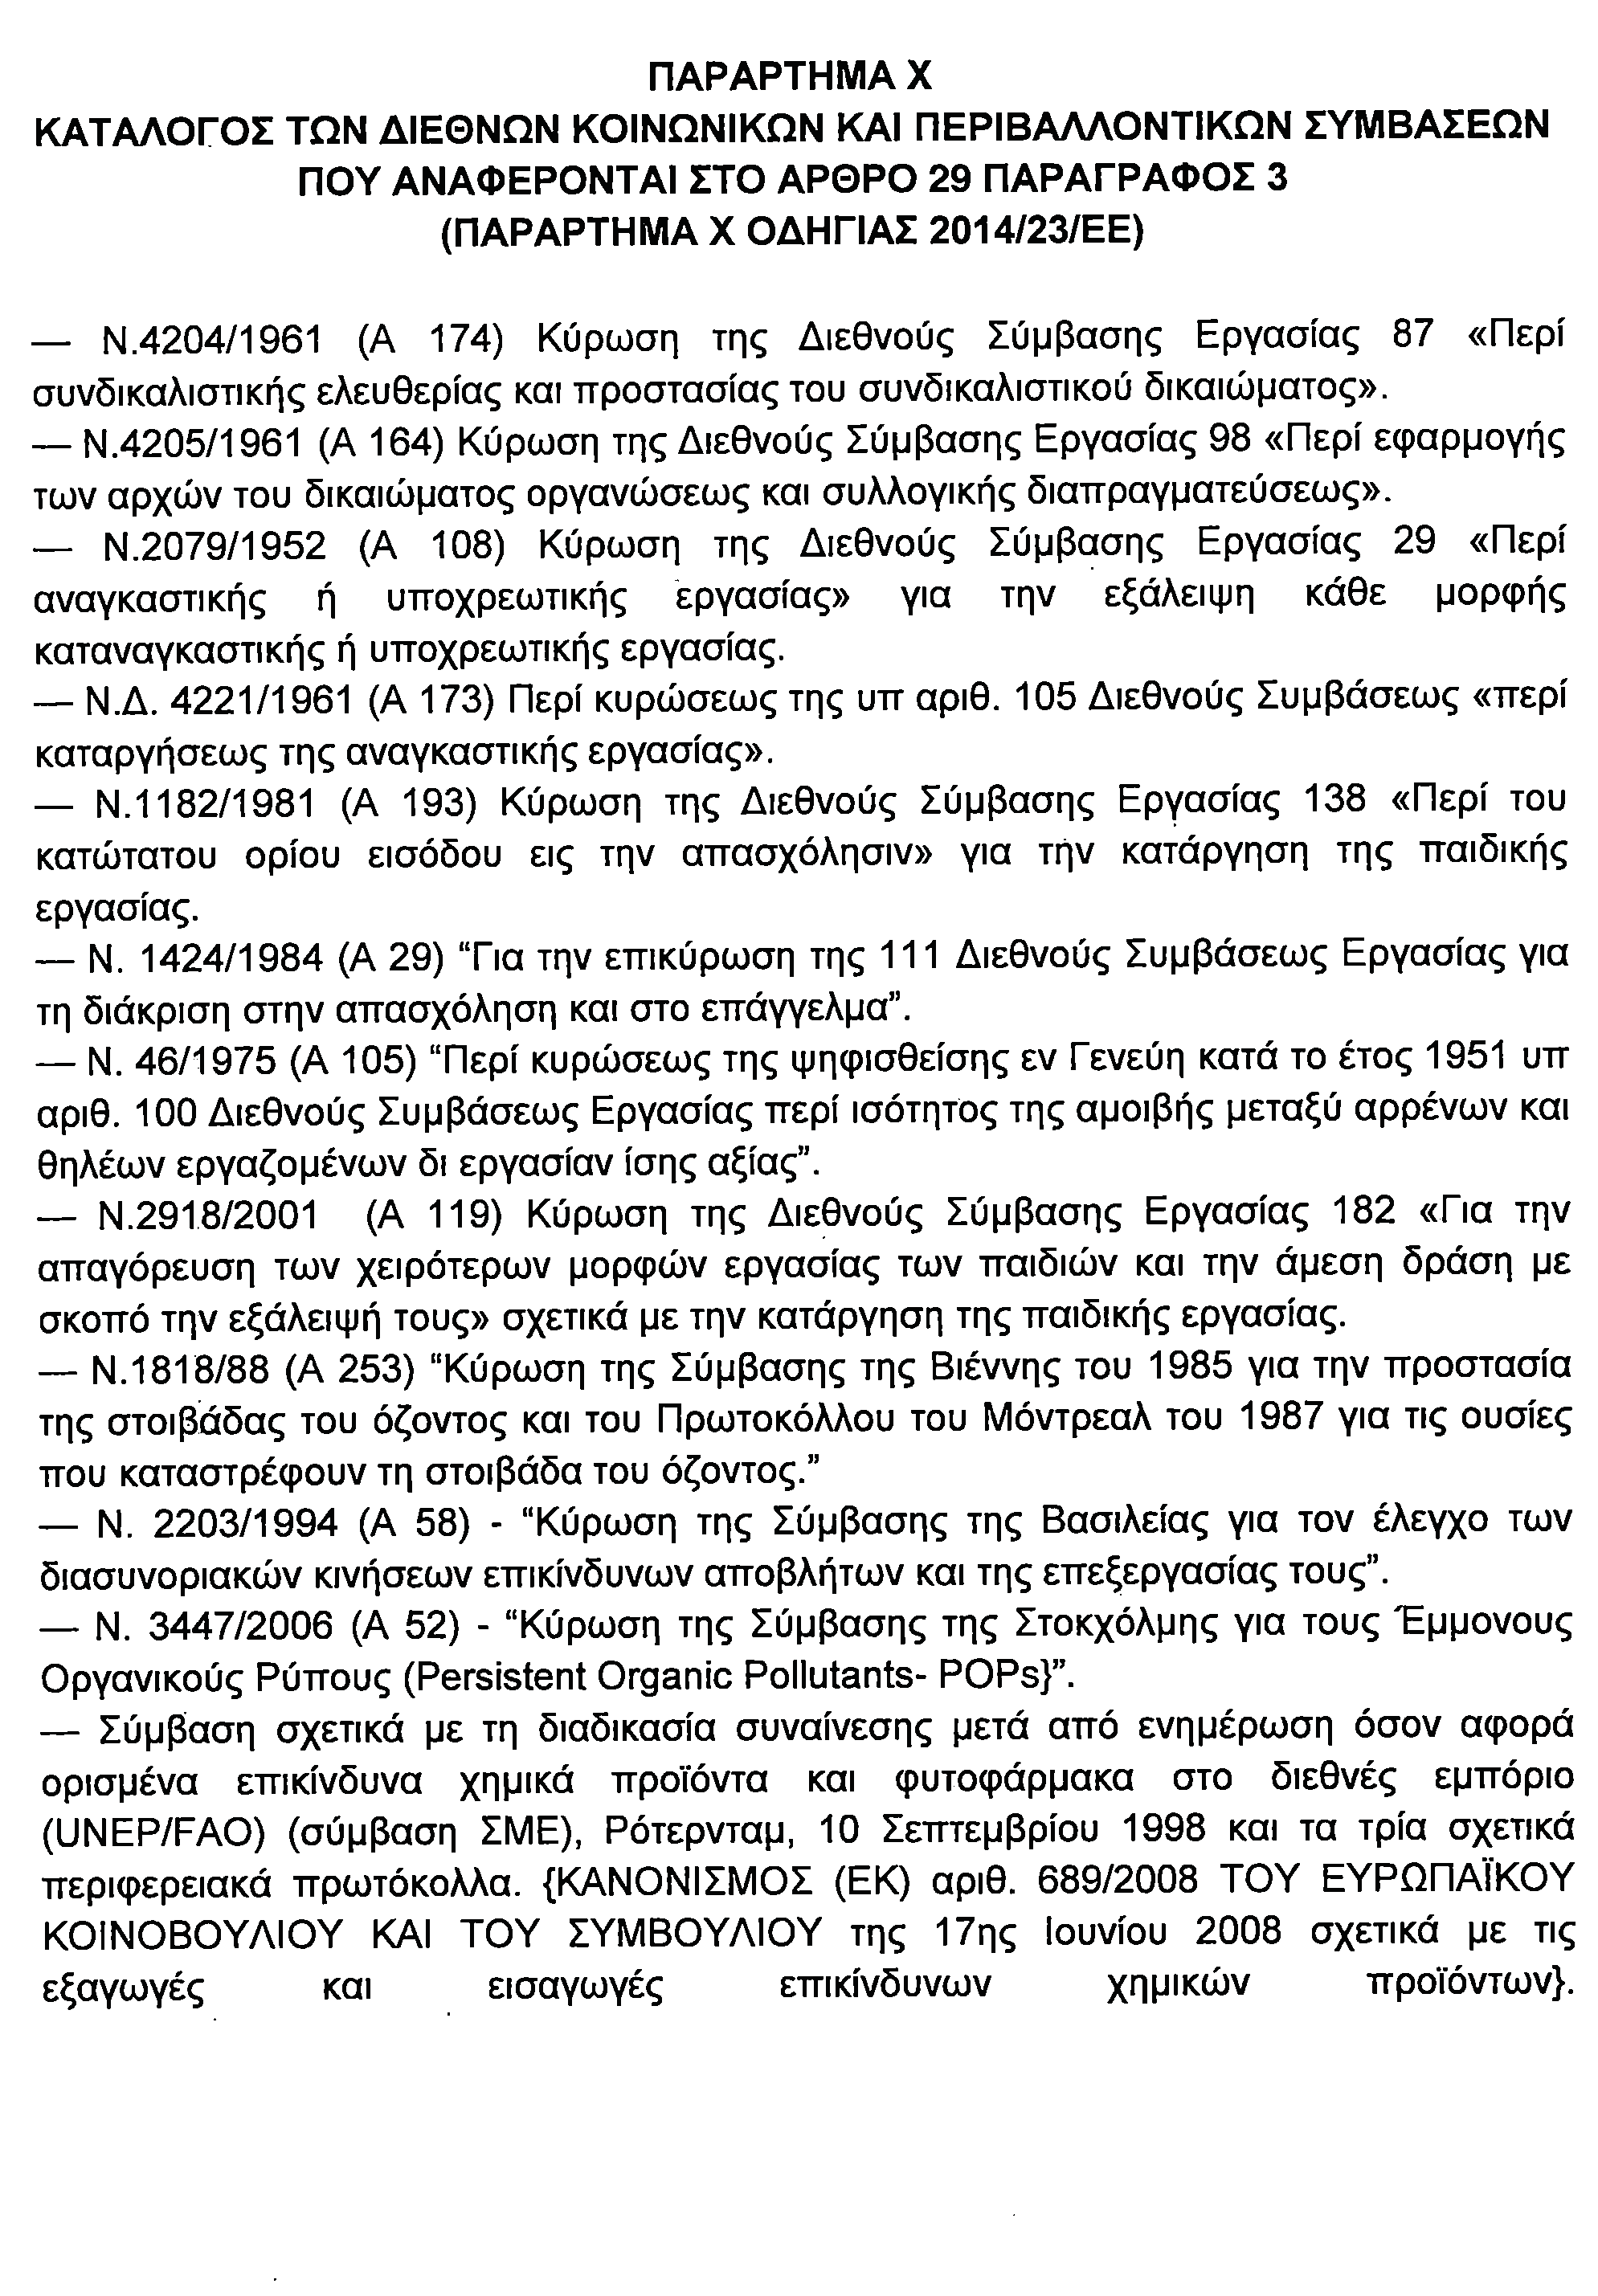 ΠΑΡΑΡΤΗΜΑ Χ
ΚΑΤΑΛΟΓΟΣ ΤΩΝ ΔΙΕΘΝΩΝ ΚΟΙΝΩΝΙΚΩΝ ΚΑΙ ΠΕΡΙΒΑΛΛΟΝΤΙΚΩΝ ΣΥΜΒΑΣΕΩΝ
ΠΟΥ ΑΝΑΦΕΡΟΝΤΑΙ ΣΤΟ ΑΡΘΡΟ 29 ΠΑΡΑΓΡΑΦΟΣ 3
(ΠΑΡΑΡΤΗΜΑ Χ ΟΔΗΓΙΑΣ 2014/23/ΕΕ)
— Ν.4204/1961 (Α 174) Κύρωση της Διεθνούς Σύμβασης Εργασίας 87 «Περί
συνδικαλιστικής ελευθερίας και προστασίας του συνδικαλιστικού δικαιώματος».
— Ν.4205/1961 (Α 164) Κύρωση της Διεθνούς Σύμβασης Εργασίας 98 «Περί εφαρμογής
των αρχών του δικαιώματος οργανώσεως και συλλογικής διαπραγματεύσεως».
— Ν.2079/1952 (Α 108) Κύρωση της Διεθνούς Σύμβασης Εργασίας 29 «Περί
αναγκαστικής ή υποχρεωτικής εργασίας» για την εξάλειψη κάθε μορφής
καταναγκαστικής ή υποχρεωτικής εργασίας.
— Ν.Δ. 4221/1961 (Α 173) Περί κυρώσεως της υπ αριθ. 105 Διεθνούς Συμβάσεως «περί
καταργήσεως της αναγκαστικής εργασίας».
— Ν.1182/1981 (Α 193) Κύρωση της Διεθνούς Σύμβασης Εργασίας 138 «Περί του
κατώτατου ορίου εισόδου εις την απασχόλησιν» για την κατάργηση της παιδικής
εργασίας.
— Ν. 1424/1984 (Α 29) “Για την επικύρωση της 111 Διεθνούς Συμβάσεως Εργασίας για
τη διάκριση στην απασχόληση και στο επάγγελμα”.
— Ν. 46/1975 (Α 105) “Περί κυρώσεως της ψηφισθείσης εν Γενεύη κατά το έτος 1951 υπ
αριθ. 100 Διεθνούς Συμβάσεως Εργασίας περί ισότητος της αμοιβής μεταξύ αρρένων και
θηλέων εργαζομένων δι εργασίαν ίσης αξίας”.
— Ν.2918/2001 (Α 119) Κύρωση της Διεθνούς Σύμβασης Εργασίας 182 «Για την
απαγόρευση των χειρότερων μορφών εργασίας των παιδιών και την άμεση δράση με
σκοπό την εξάλειψή τους» σχετικά με την κατάργηση της παιδικής εργασίας.
— Ν.1818/88 (Α 253) “Κύρωση της Σύμβασης της Βιέννης του 1985 για την προστασία
της στοιβάδας του όζοντος και του Πρωτοκόλλου του Μόντρεαλ του 1987 για τις ουσίες
που καταστρέφουν τη στοιβάδα του όζοντος.”
— Ν. 2203/1994 (Α 58) - “Κύρωση της Σύμβασης της Βασιλείας για τον έλεγχο των
διασυνοριακών κινήσεων επικίνδυνων αποβλήτων και της επεξεργασίας τους”.
— Ν. 3447/2006 (Α 52) - “Κύρωση της Σύμβασης της Στοκχόλμης για τους Έμμονους
Οργανικούς Ρύπους (Persistent Organic Pollutants- POPs}”.
— Σύμβαση σχετικά με τη διαδικασία συναίνεσης μετά από ενημέρωση όσον αφορά
ορισμένα επικίνδυνα χημικά προϊόντα και φυτοφάρμακα στο διεθνές εμπόριο
(UNEP/FAO) (σύμβαση ΣΜΕ), Ρότερνταμ, 10 Σεπτεμβρίου 1998 και τα τρία σχετικά
περιφερειακά πρωτόκολλα. {ΚΑΝΟΝΙΣΜΟΣ (ΕΚ) αριθ. 689/2008 ΤΟΥ ΕΥΡΩΠΑΪΚΟΥ
ΚΟΙΝΟΒΟΥΛΙΟΥ ΚΑΙ ΤΟΥ ΣΥΜΒΟΥΛΙΟΥ της 17ης Ιουνίου 2008 σχετικά με τις
εξαγωγές και εισαγωγές επικίνδυνων χημικών προϊόντων}.